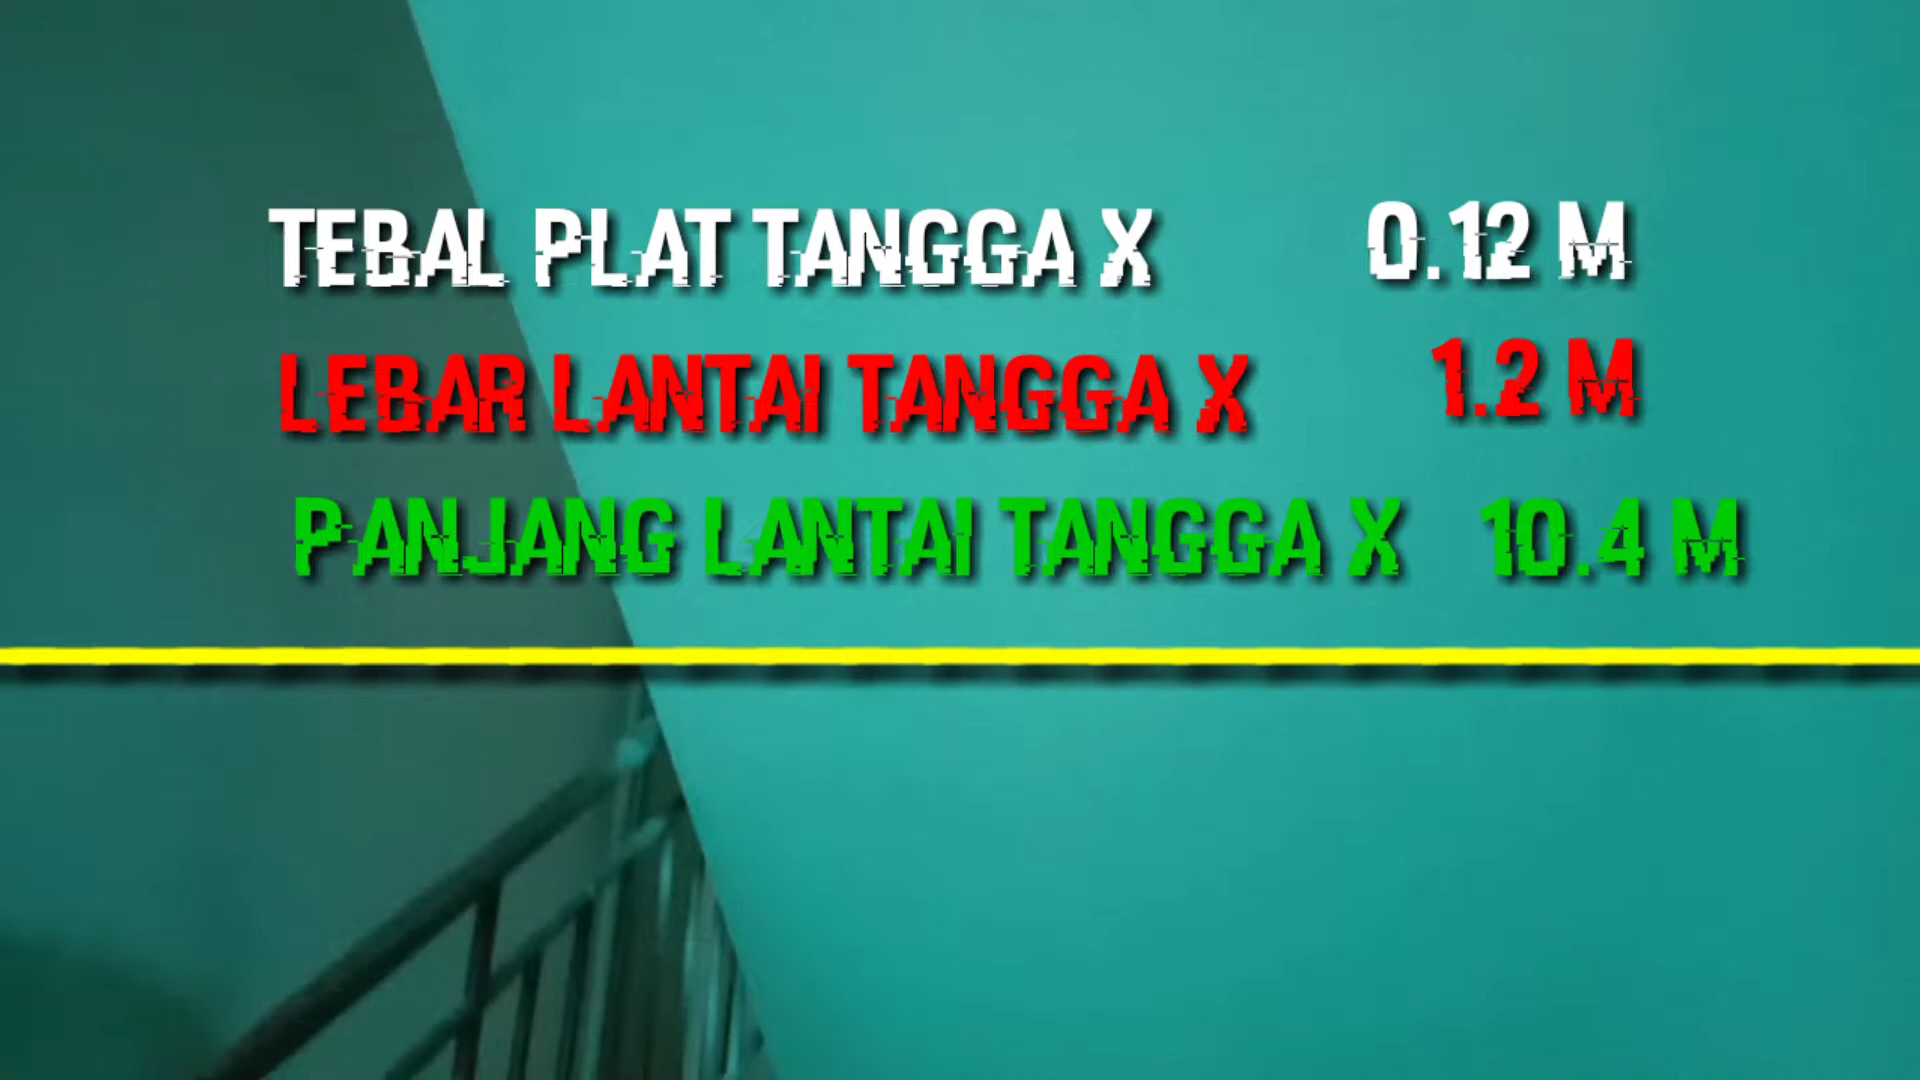 TEBAL PLAT TANGGA X 0.12 M
LEBAR LANTAI TANGGA X 1.2 M
PANJANG LANTAI TANGGA X 10.4 M